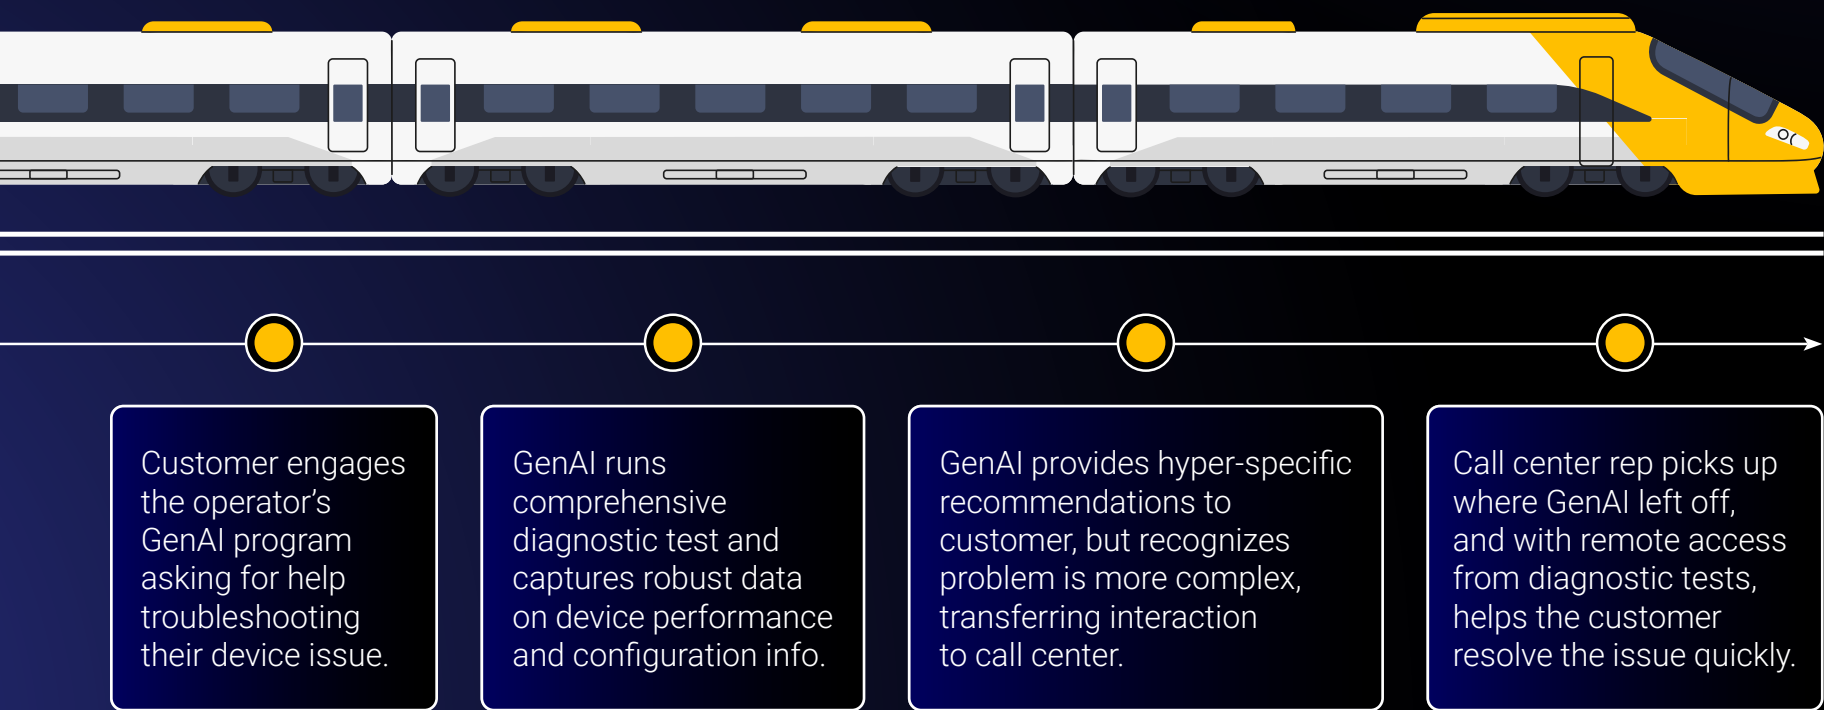 Customer engages
the operator’s
GenAI program
asking for help
troubleshooting
their device issue.
GenAI runs
comprehensive
diagnostic test and
captures robust data
on device performance
and configuration info.
GenAI provides hyper-specific
recommendations to
customer, but recognizes
problem is more complex,
transferring interaction
to call center.
Call center rep picks up
where GenAI left off,
and with remote access
from diagnostic tests,
helps the customer
resolve the issue quickly.